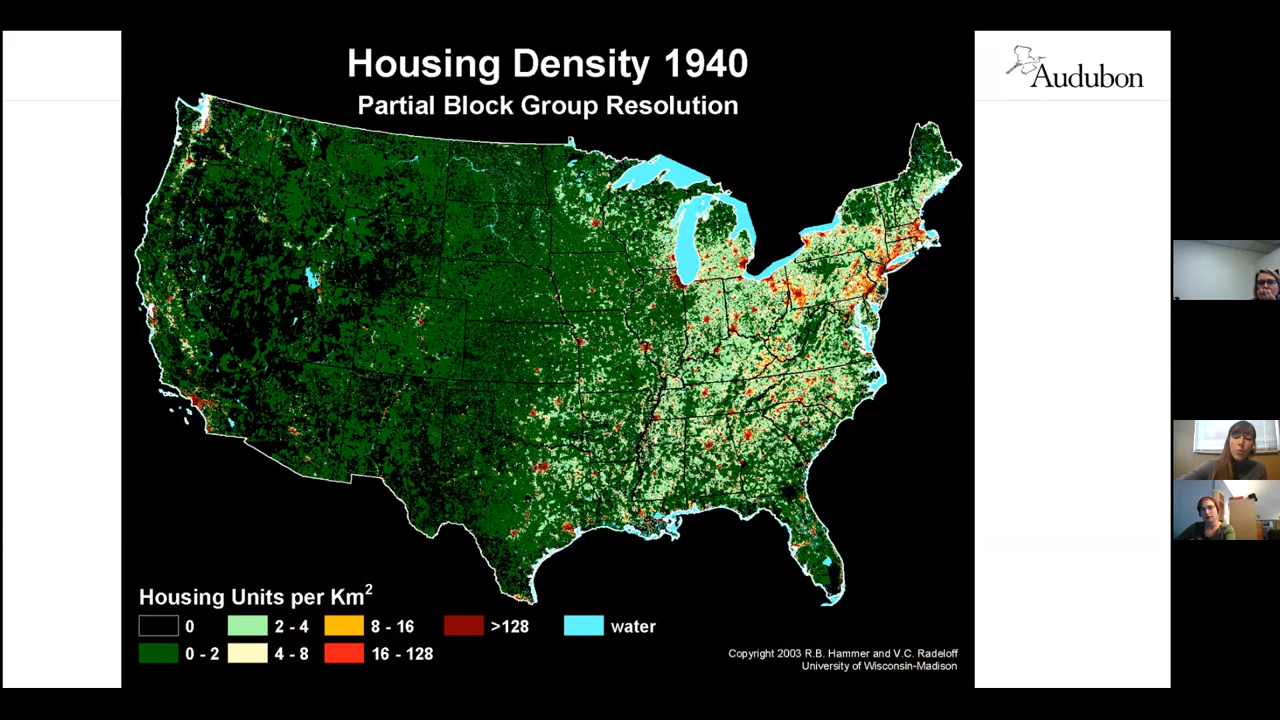 Housing Density 1940
Partial Block Group Resolution
Audubon
Housing Units per Km²
0
2 - 4
8 - 16
>128
water
0 - 2
4 - 8
16 - 128
Copyright 2003 R.B. Hammer and V.C. Radeloff
University of Wisconsin-Madison